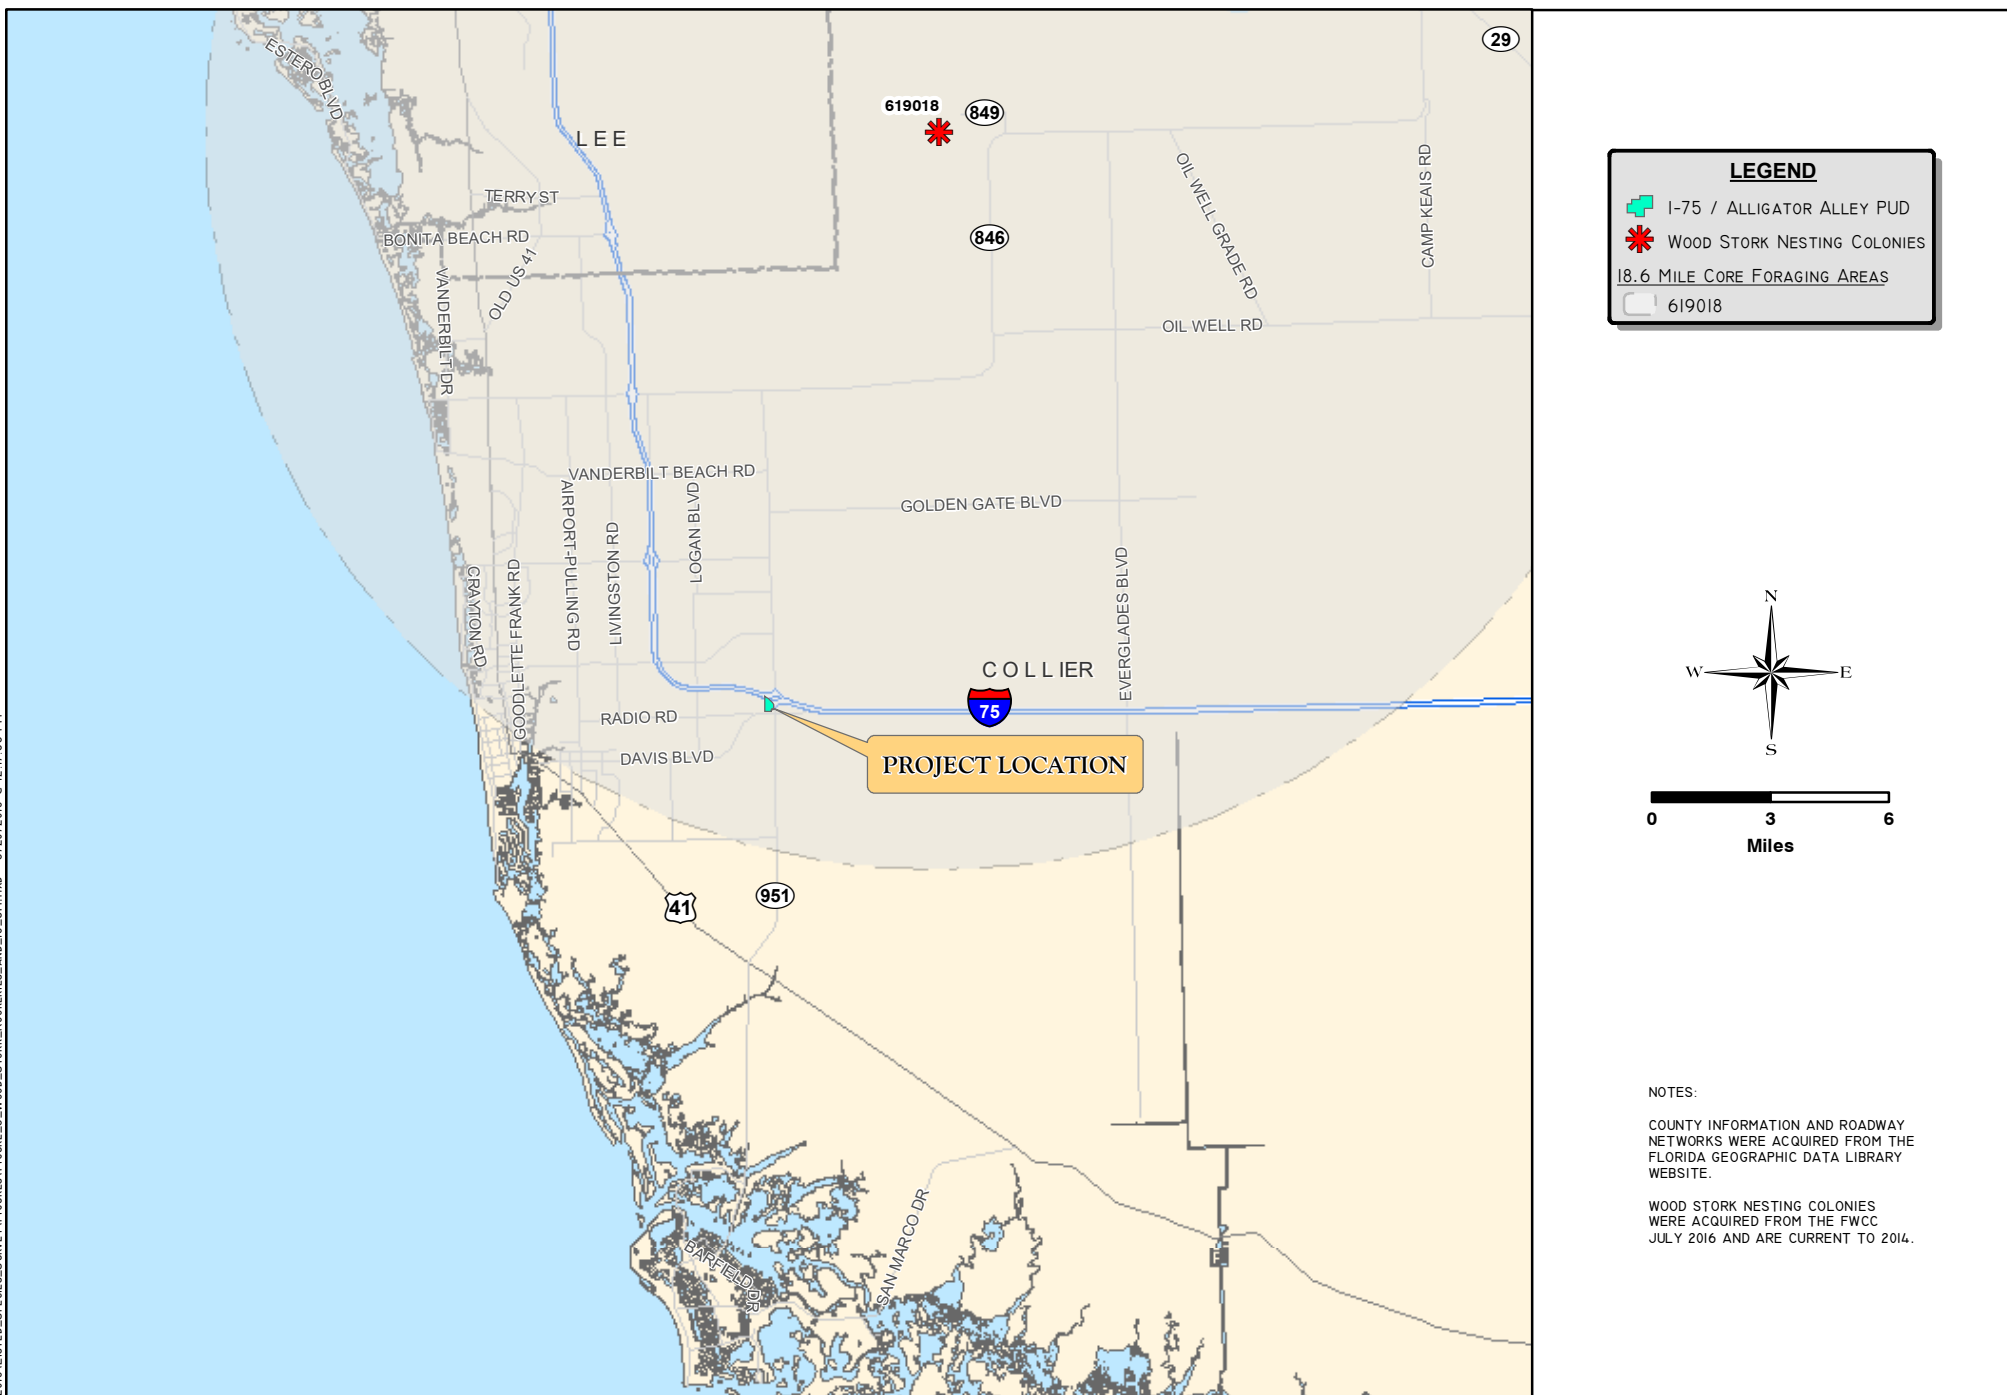 29
ESTERO BLVD
619018
849
LEE
TERRY ST
BONITA BEACH RD
846
OLD US 41
VANDERBILT DR
OIL WELL GRADE RD
CAMP KEAIS RD
OIL WELL RD
VANDERBILT BEACH RD
AIRPORT-PULLING RD
LIVINGSTON RD
LOGAN BLVD
GOLDEN GATE BLVD
CRAYTON RD
GOODLETTE FRANK RD
EVERGLADES BLVD
COLLIER
75
RADIO RD
DAVIS BLVD
PROJECT LOCATION
41
951
SAN MARCO DR
BARFIELD DR
LEGEND
I-75 / ALLIGATOR ALLEY PUD
WOOD STORK NESTING COLONIES
18.6 MILE CORE FORAGING AREAS
619018
N
W
E
S
0 3 6
Miles
NOTES:
COUNTY INFORMATION AND ROADWAY
NETWORKS WERE ACQUIRED FROM THE
FLORIDA GEOGRAPHIC DATA LIBRARY
WEBSITE.
WOOD STORK NESTING COLONIES
WERE ACQUIRED FROM THE FWCC
JULY 2016 AND ARE CURRENT TO 2014.